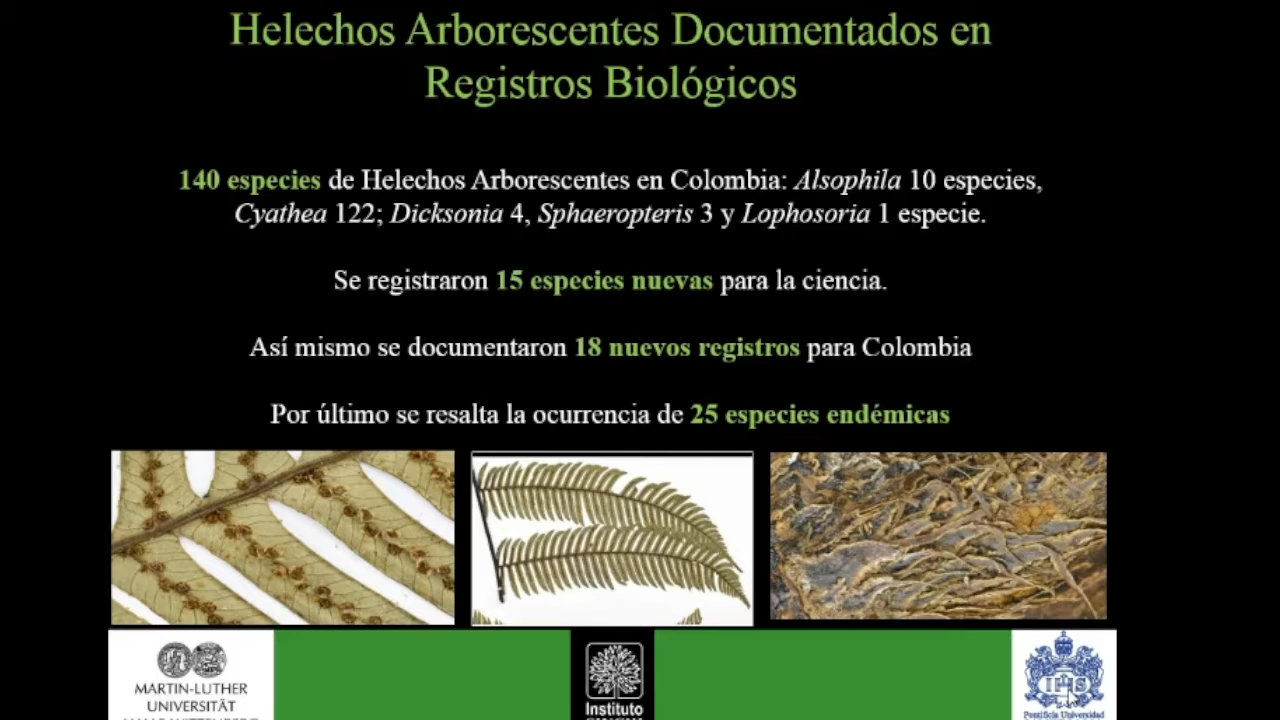 Helechos Arborescentes Documentados en
Registros Biológicos
140 especies de Helechos Arborescentes en Colombia: Alsophila 10 especies,
Cyathea 122; Dicksonia 4, Sphaeropteris 3 y Lophosoria 1 especie.
Se registraron 15 especies nuevas para la ciencia.
Así mismo se documentaron 18 nuevos registros para Colombia
Por último se resalta la ocurrencia de 25 especies endémicas
MARTIN-LUTHER
UNIVERSITÄT
Instituto
IHS
Pontificia Universidad